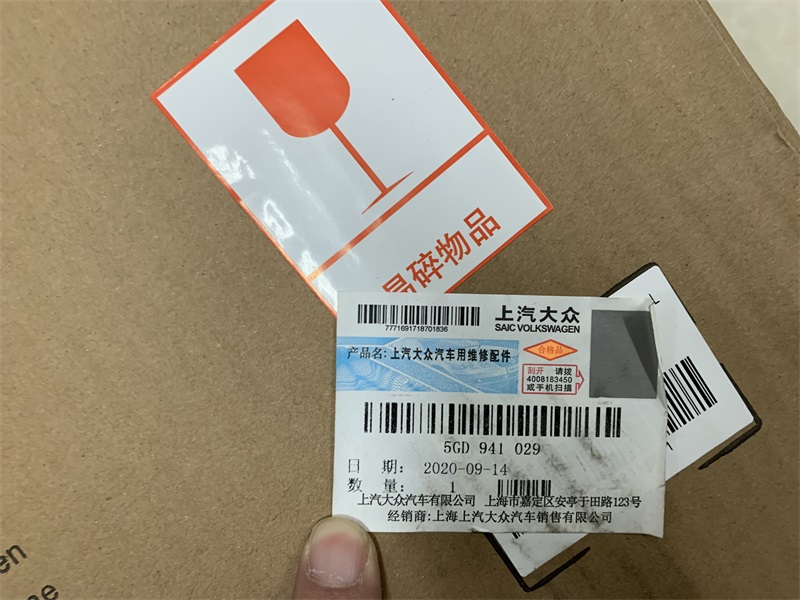 易碎物品
7771691718701836
上汽大众
SAIC VOLKSWAGEN
产品名: 上汽大众汽车用维修配件
合格品
刮开 请拨
4008183450
或手机扫描
5GD 941 029
日 期: 2020-09-14
数 量: 1
上汽大众汽车有限公司 上海市嘉定区安亭于田路123号
经销商:上海上汽大众汽车销售有限公司
L
en
me